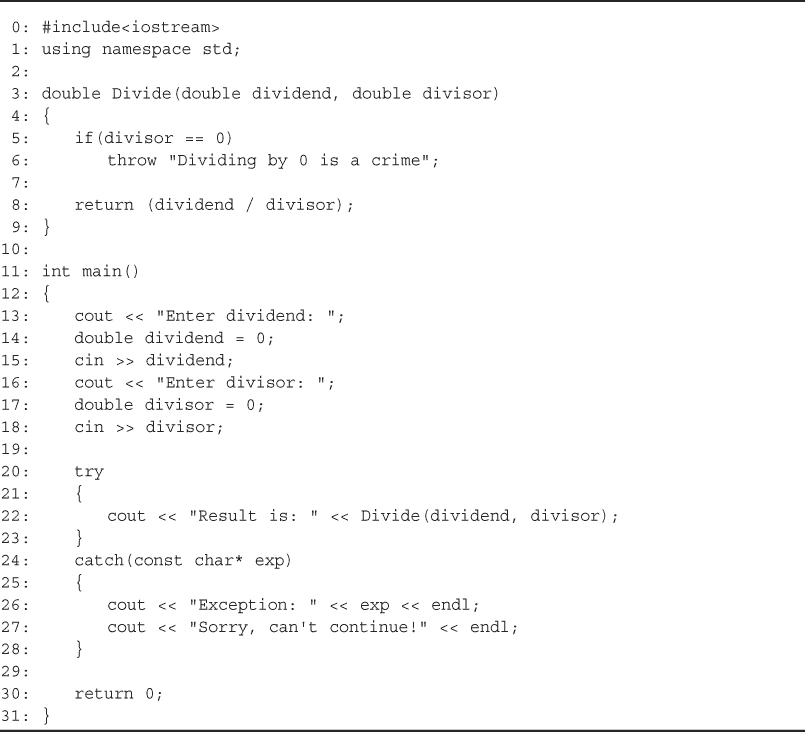 0: #include<iostream>
1: using namespace std;
2:
3: double Divide(double dividend, double divisor)
4: {
5:    if(divisor == 0)
6:       throw "Dividing by 0 is a crime";
7:
8:    return (dividend / divisor);
9: }
10:
11: int main()
12: {
13:    cout << "Enter dividend: ";
14:    double dividend = 0;
15:    cin >> dividend;
16:    cout << "Enter divisor: ";
17:    double divisor = 0;
18:    cin >> divisor;
19:
20:    try
21:    {
22:       cout << "Result is: " << Divide(dividend, divisor);
23:    }
24:    catch(const char* exp)
25:    {
26:       cout << "Exception: " << exp << endl;
27:       cout << "Sorry, can't continue!" << endl;
28:    }
29:
30:    return 0;
31: }